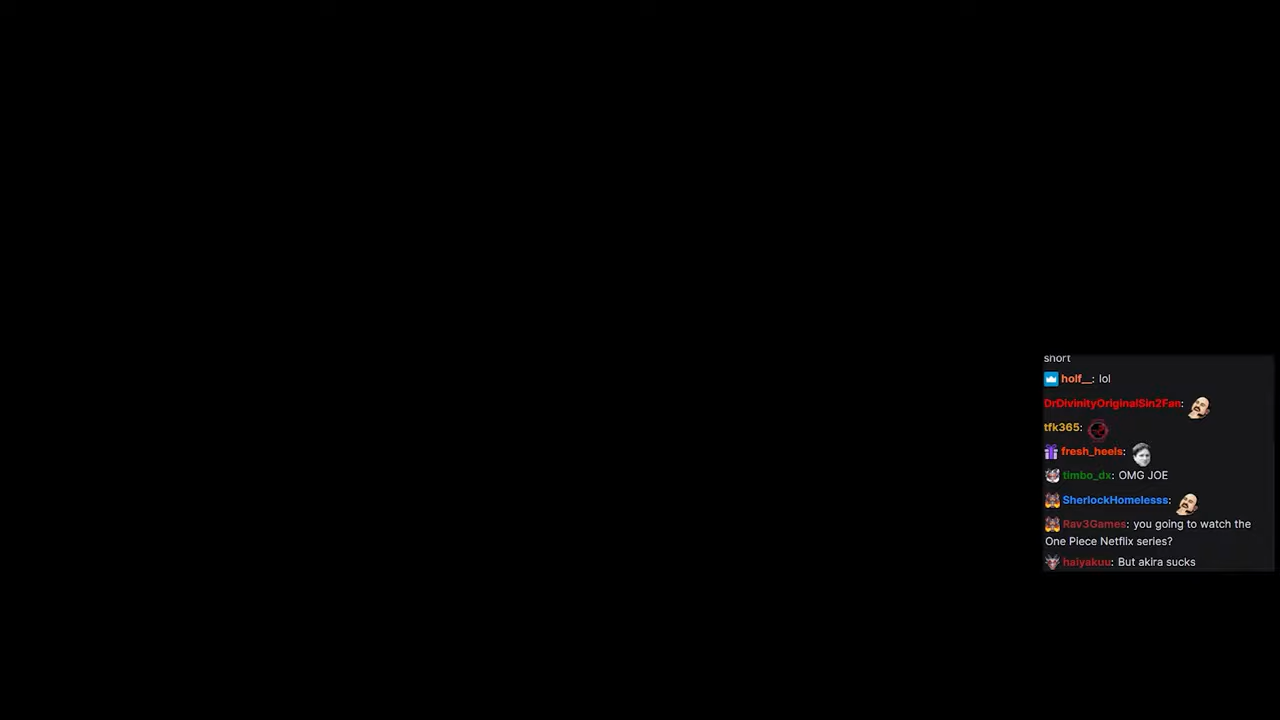 short
holf__: lol
DrDivinityOriginalSin2Fan:
tfk365:
fresh_heels:
timbo_dx: OMG JOE
SherlockHomelesss:
Rav3Games: you going to watch the
One Piece Netflix series?
haiyakuu: But akira sucks